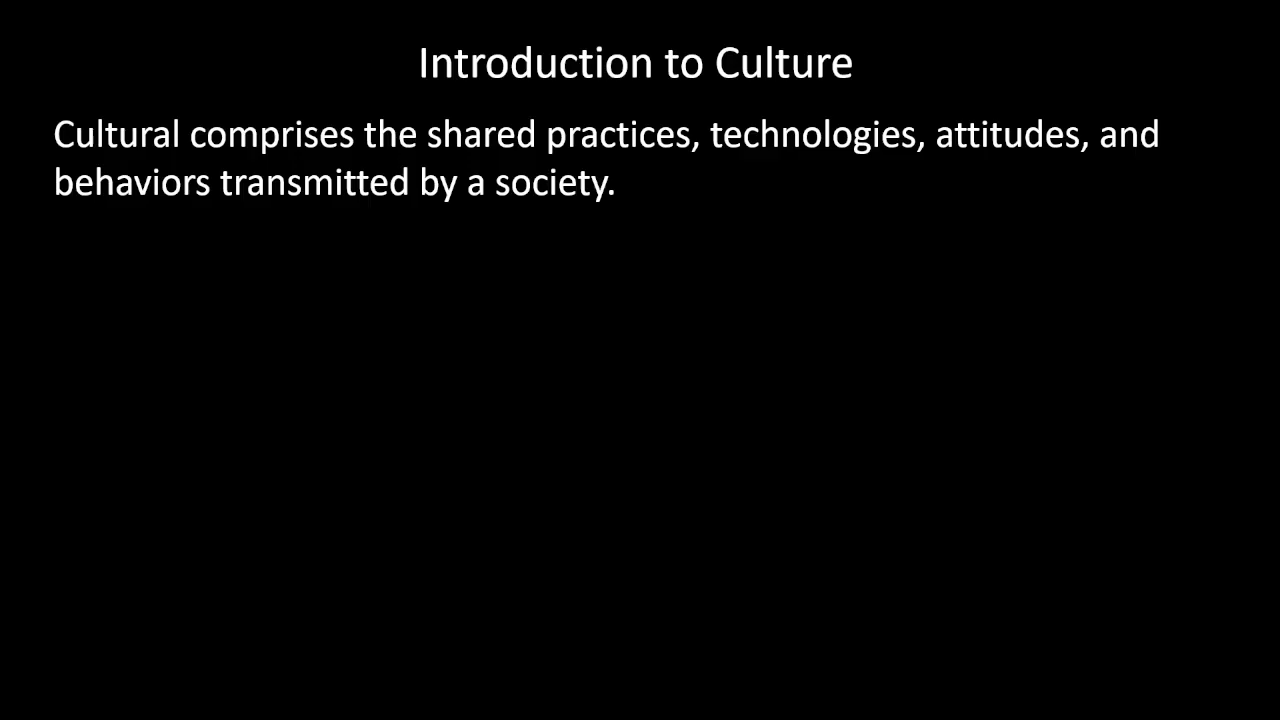 Introduction to Culture
Cultural comprises the shared practices, technologies, attitudes, and
behaviors transmitted by a society.